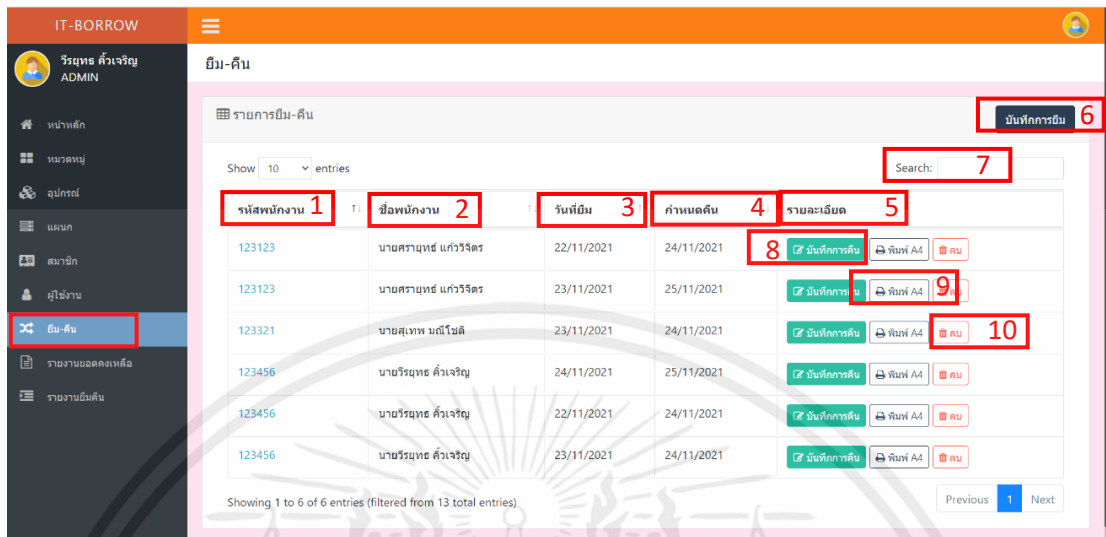 IT-BORROW
วีรยุทธ คิ้วเจริญ
ADMIN
หน้าหลัก
หมวดหมู่
อุปกรณ์
แผนก
สมาชิก
ผู้ใช้งาน
ยืม-คืน
รายงานยอดคงเหลือ
รายงานยืมคืน
ยืม-คืน
รายการยืม-คืน
บันทึกการยืม 6
Show 10 entries
Search: 7
รหัสพนักงาน 1 ชื่อพนักงาน 2 วันที่ยืม 3 กำหนดคืน 4 รายละเอียด 5
123123 นายศรายุทธ์ แก้ววิจิตร 22/11/2021 24/11/2021 8 บันทึกการคืน พิมพ์ A4 ลบ
123123 นายศรายุทธ์ แก้ววิจิตร 23/11/2021 25/11/2021 บันทึกการคืน พิมพ์ A4 9 ลบ
123321 นายสุเทพ มณีโชติ 23/11/2021 24/11/2021 บันทึกการคืน พิมพ์ A4 ลบ 10
123456 นายวีรยุทธ คิ้วเจริญ 24/11/2021 25/11/2021 บันทึกการคืน พิมพ์ A4 ลบ
123456 นายวีรยุทธ คิ้วเจริญ 22/11/2021 24/11/2021 บันทึกการคืน พิมพ์ A4 ลบ
123456 นายวีรยุทธ คิ้วเจริญ 23/11/2021 24/11/2021 บันทึกการคืน พิมพ์ A4 ลบ
Showing 1 to 6 of 6 entries (filtered from 13 total entries)
Previous 1 Next